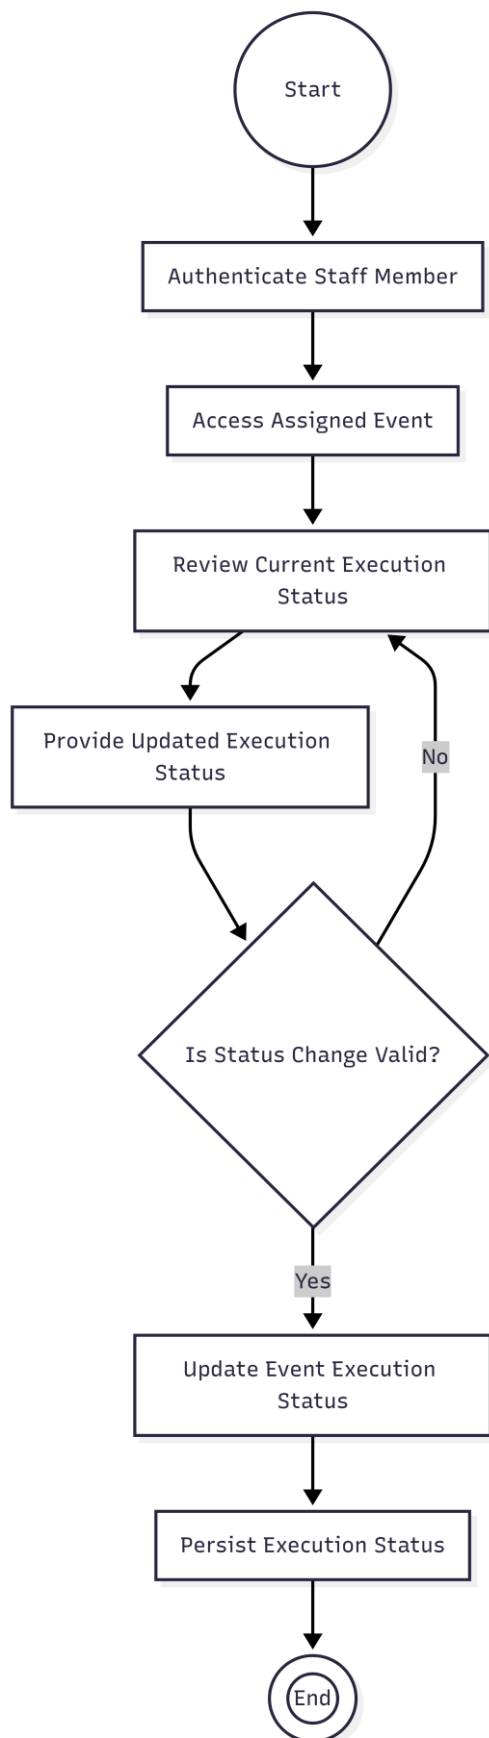 Start
Authenticate Staff Member
Access Assigned Event
Review Current Execution
Status
Provide Updated Execution
Status
No
Is Status Change Valid?
Yes
Update Event Execution
Status
Persist Execution Status
End